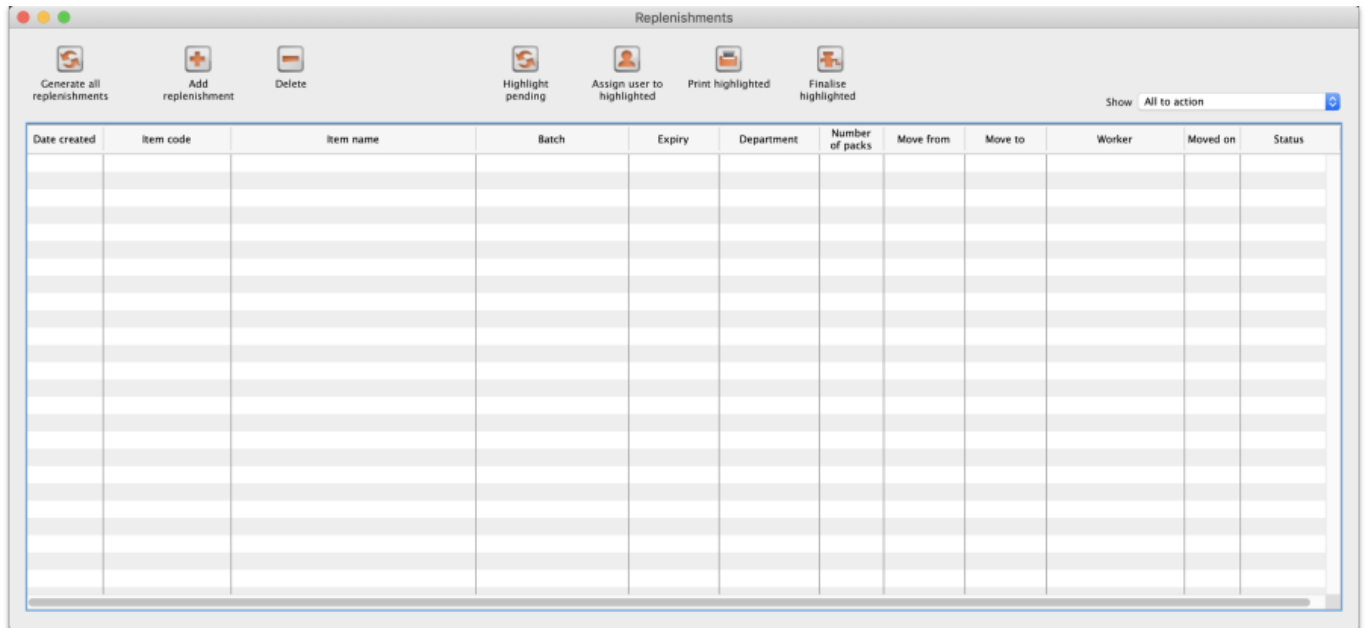 Replenishments
Generate all
replenishments
Add
replenishment
Delete
Highlight
pending
Assign user to
highlighted
Print highlighted
Finalise
highlighted
Show All to action
Date created Item code Item name Batch Expiry Department Number of packs Move from Move to Worker Moved on Status